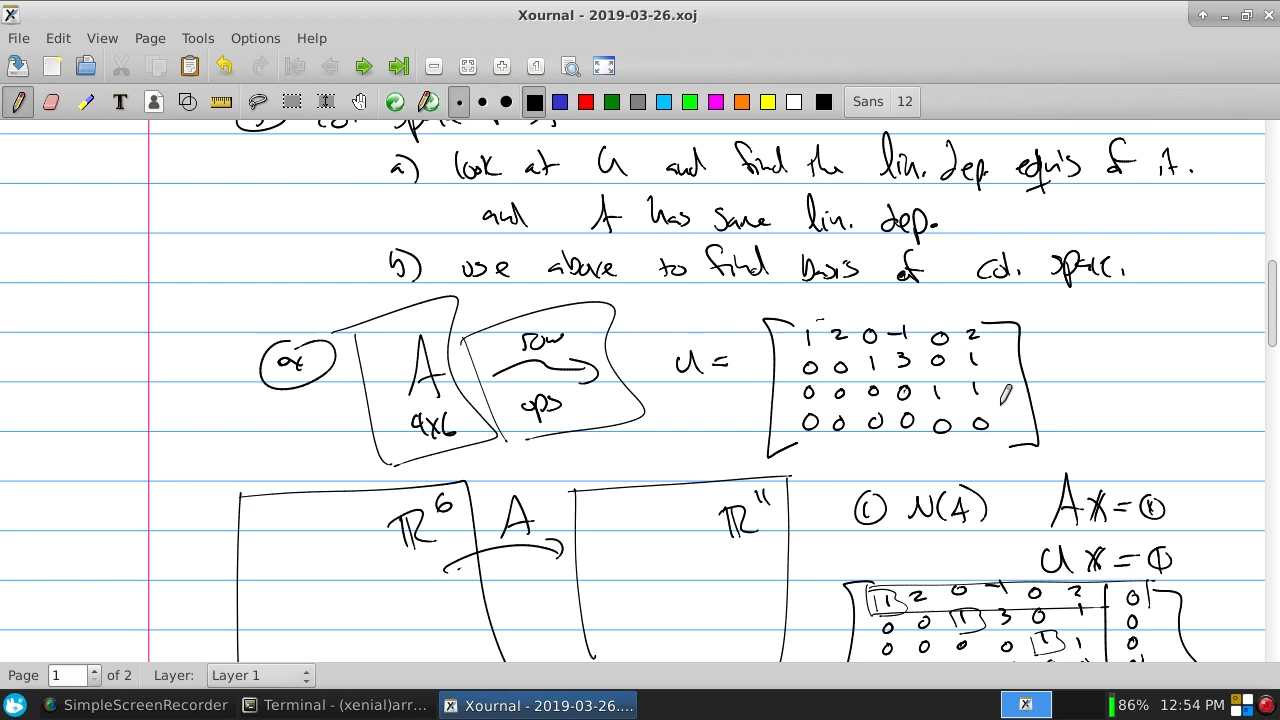 Xournal - 2019-03-26.xoj
File Edit View Page Tools Options Help
Sans 12
a) look at U and find the lin. dep. eqn's of it.
and A has same lin. dep.
b) use above to find basis of col. space.
ex A row U = 1 2 0 -1 0 2
4x6 ops 0 0 1 3 0 1
0 0 0 0 1 1
0 0 0 0 0 0
ℝ⁶ A ℝ⁴ ① N(A) Ax = 0
Ux = 0
1 2 0 -1 0 2 | 0
0 0 1 3 0 1 | 0
0 0 0 0 1 1 | 0
Page 1 of 2 Layer: Layer 1
SimpleScreenRecorder Terminal - (xenial)arr... Xournal - 2019-03-26.... 86% 12:54 PM